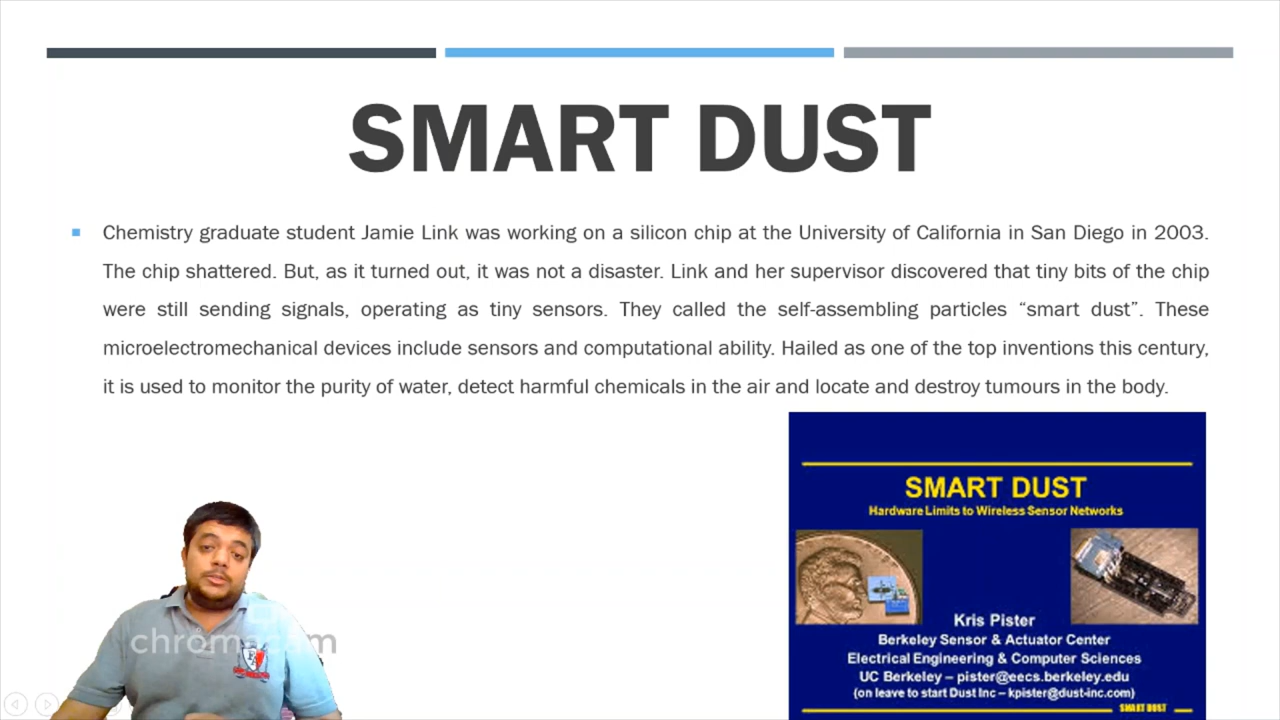 SMART DUST
Chemistry graduate student Jamie Link was working on a silicon chip at the University of California in San Diego in 2003.
The chip shattered. But, as it turned out, it was not a disaster. Link and her supervisor discovered that tiny bits of the chip
were still sending signals, operating as tiny sensors. They called the self-assembling particles “smart dust”. These
microelectromechanical devices include sensors and computational ability. Hailed as one of the top inventions this century,
it is used to monitor the purity of water, detect harmful chemicals in the air and locate and destroy tumours in the body.
SMART DUST
Hardware Limits to Wireless Sensor Networks
Kris Pister
Berkeley Sensor & Actuator Center
Electrical Engineering & Computer Sciences
UC Berkeley – pister@eecs.berkeley.edu
(on leave to start Dust Inc – kpister@dust-inc.com)
SMART DUST
chromacam